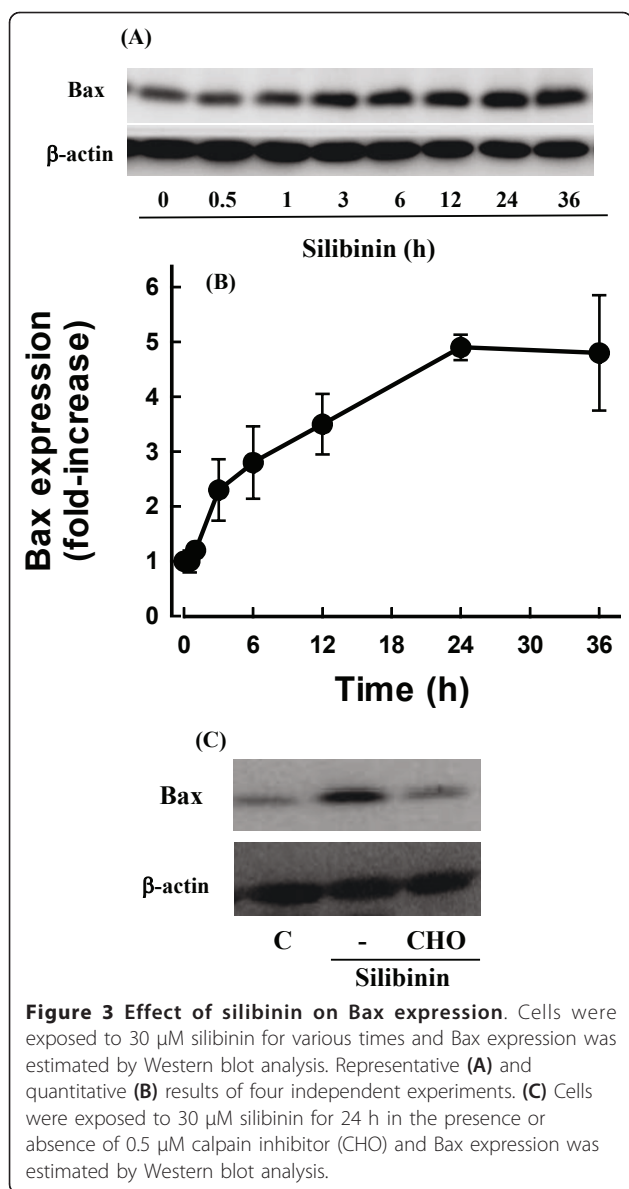 (A)
Bax
β-actin
0 0.5 1 3 6 12 24 36
Silibinin (h)
(B)
Bax expression
(fold-increase)
6
5
4
3
2
1
0
0 6 12 18 24 30 36
Time (h)
(C)
Bax
β-actin
C - CHO
Silibinin
Figure 3 Effect of silibinin on Bax expression. Cells were
exposed to 30 μM silibinin for various times and Bax expression was
estimated by Western blot analysis. Representative (A) and
quantitative (B) results of four independent experiments. (C) Cells
were exposed to 30 μM silibinin for 24 h in the presence or
absence of 0.5 μM calpain inhibitor (CHO) and Bax expression was
estimated by Western blot analysis.